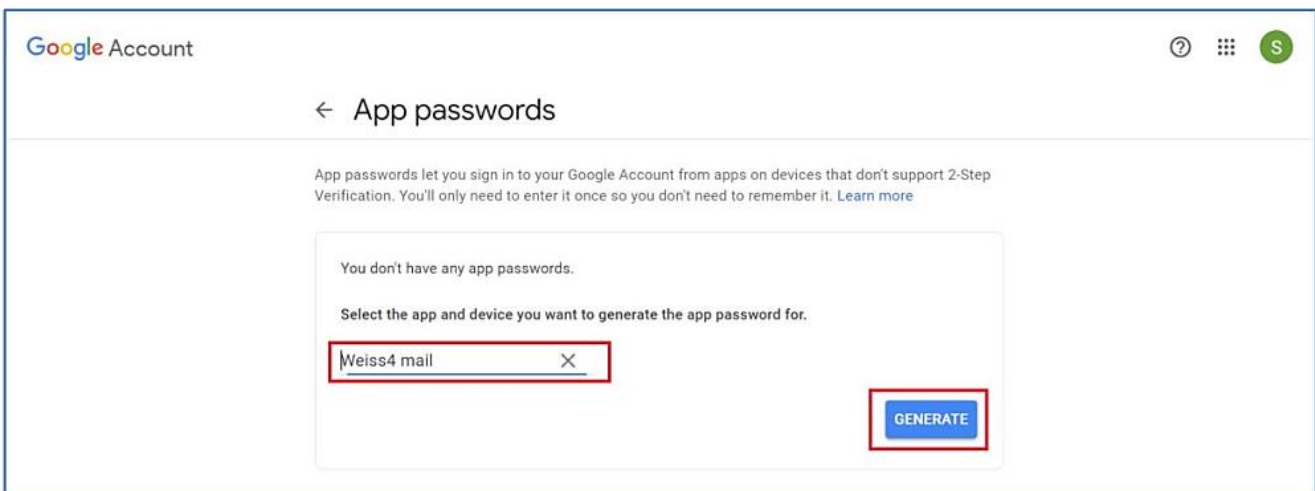 Google Account
S
App passwords
App passwords let you sign in to your Google Account from apps on devices that don't support 2-Step
Verification. You'll only need to enter it once so you don't need to remember it. Learn more
You don't have any app passwords.
Select the app and device you want to generate the app password for.
Weiss4 mail
GENERATE